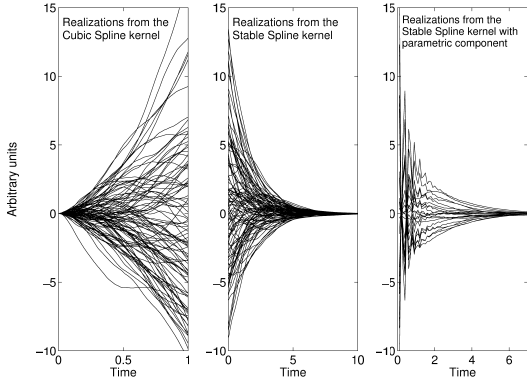 Realizations from the
Cubic Spline kernel
Realizations from the
Stable Spline kernel
Realizations from the
Stable Spline kernel with
parametric component
Arbitrary units
15
10
5
0
−5
−10
0
0.5
1
Time
15
10
5
0
−5
−10
0
5
10
Time
15
10
5
0
−5
−10
0
2
4
6
Time